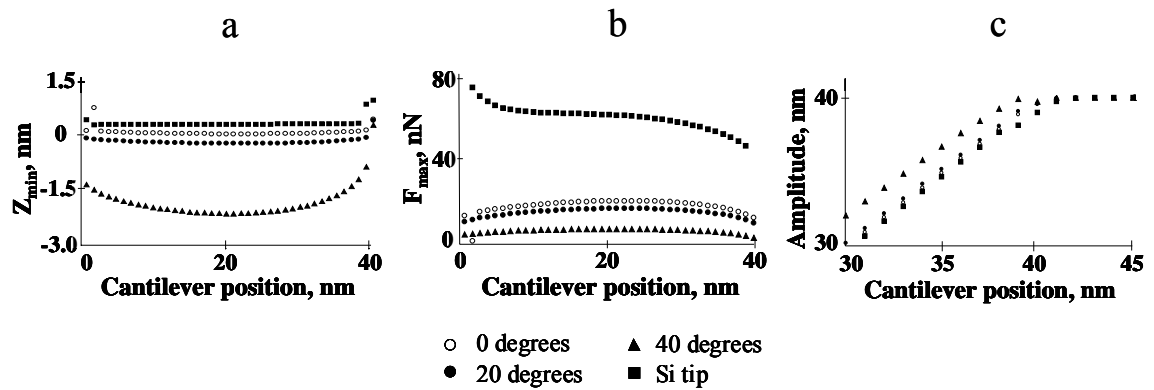 a
b
c
1.5
0
-1.5
-3.0
Zmin, nm
0
20
40
Cantilever position, nm
80
40
0
Fmax, nN
0
20
40
Cantilever position, nm
40
30
Amplitude, nm
30
35
40
45
Cantilever position, nm
0 degrees
40 degrees
20 degrees
Si tip